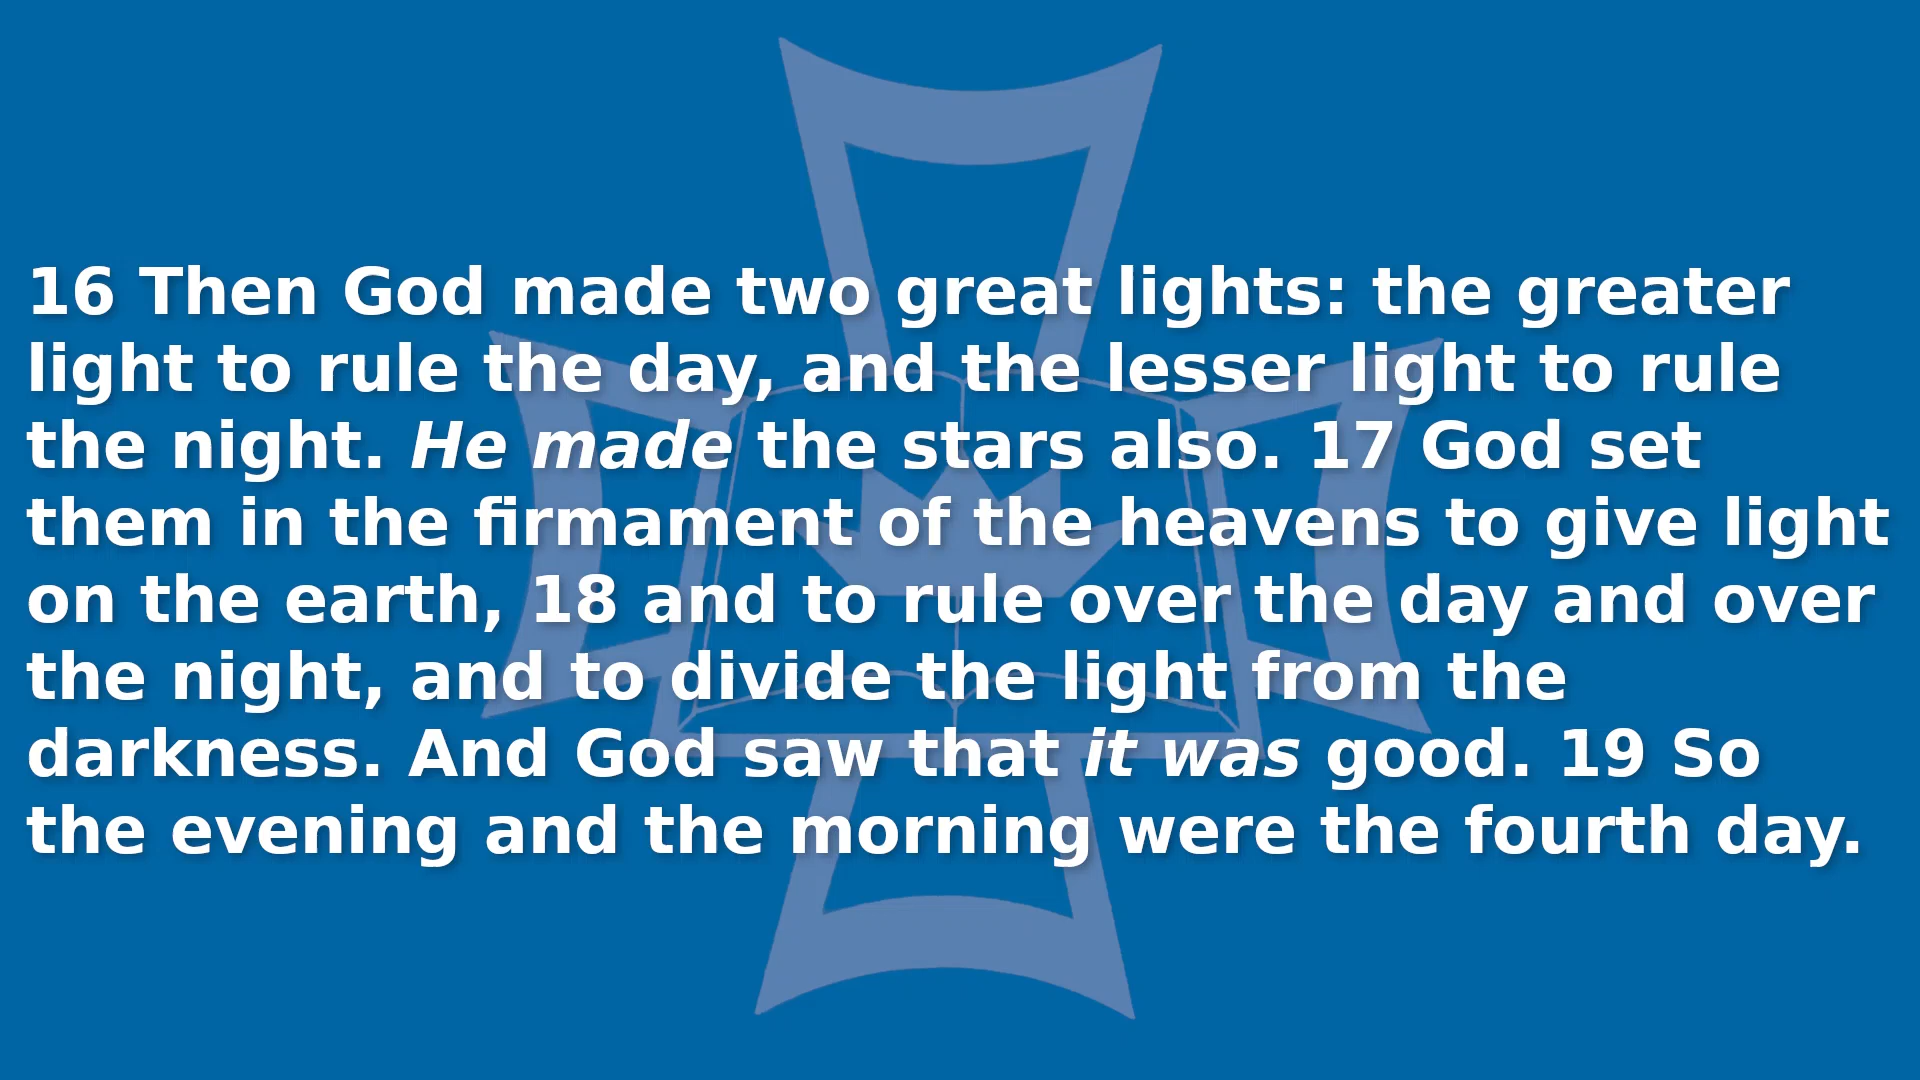 16 Then God made two great lights: the greater
light to rule the day, and the lesser light to rule
the night. He made the stars also. 17 God set
them in the firmament of the heavens to give light
on the earth, 18 and to rule over the day and over
the night, and to divide the light from the
darkness. And God saw that it was good. 19 So
the evening and the morning were the fourth day.